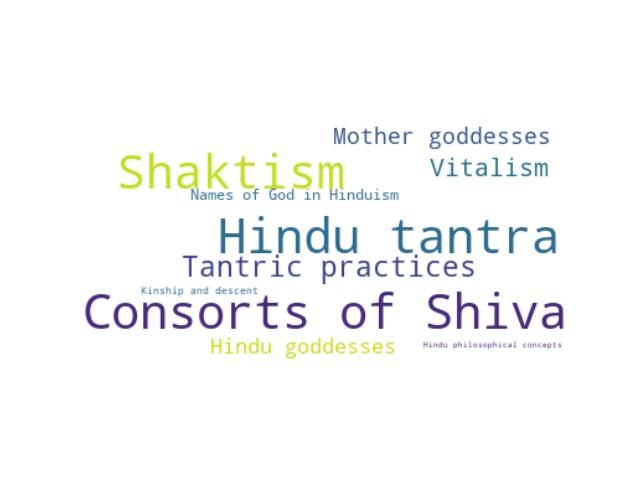 Mother goddesses
Shaktism
Vitalism
Names of God in Hinduism
Hindu tantra
Tantric practices
Kinship and descent
Consorts of Shiva
Hindu goddesses
Hindu philosophical concepts